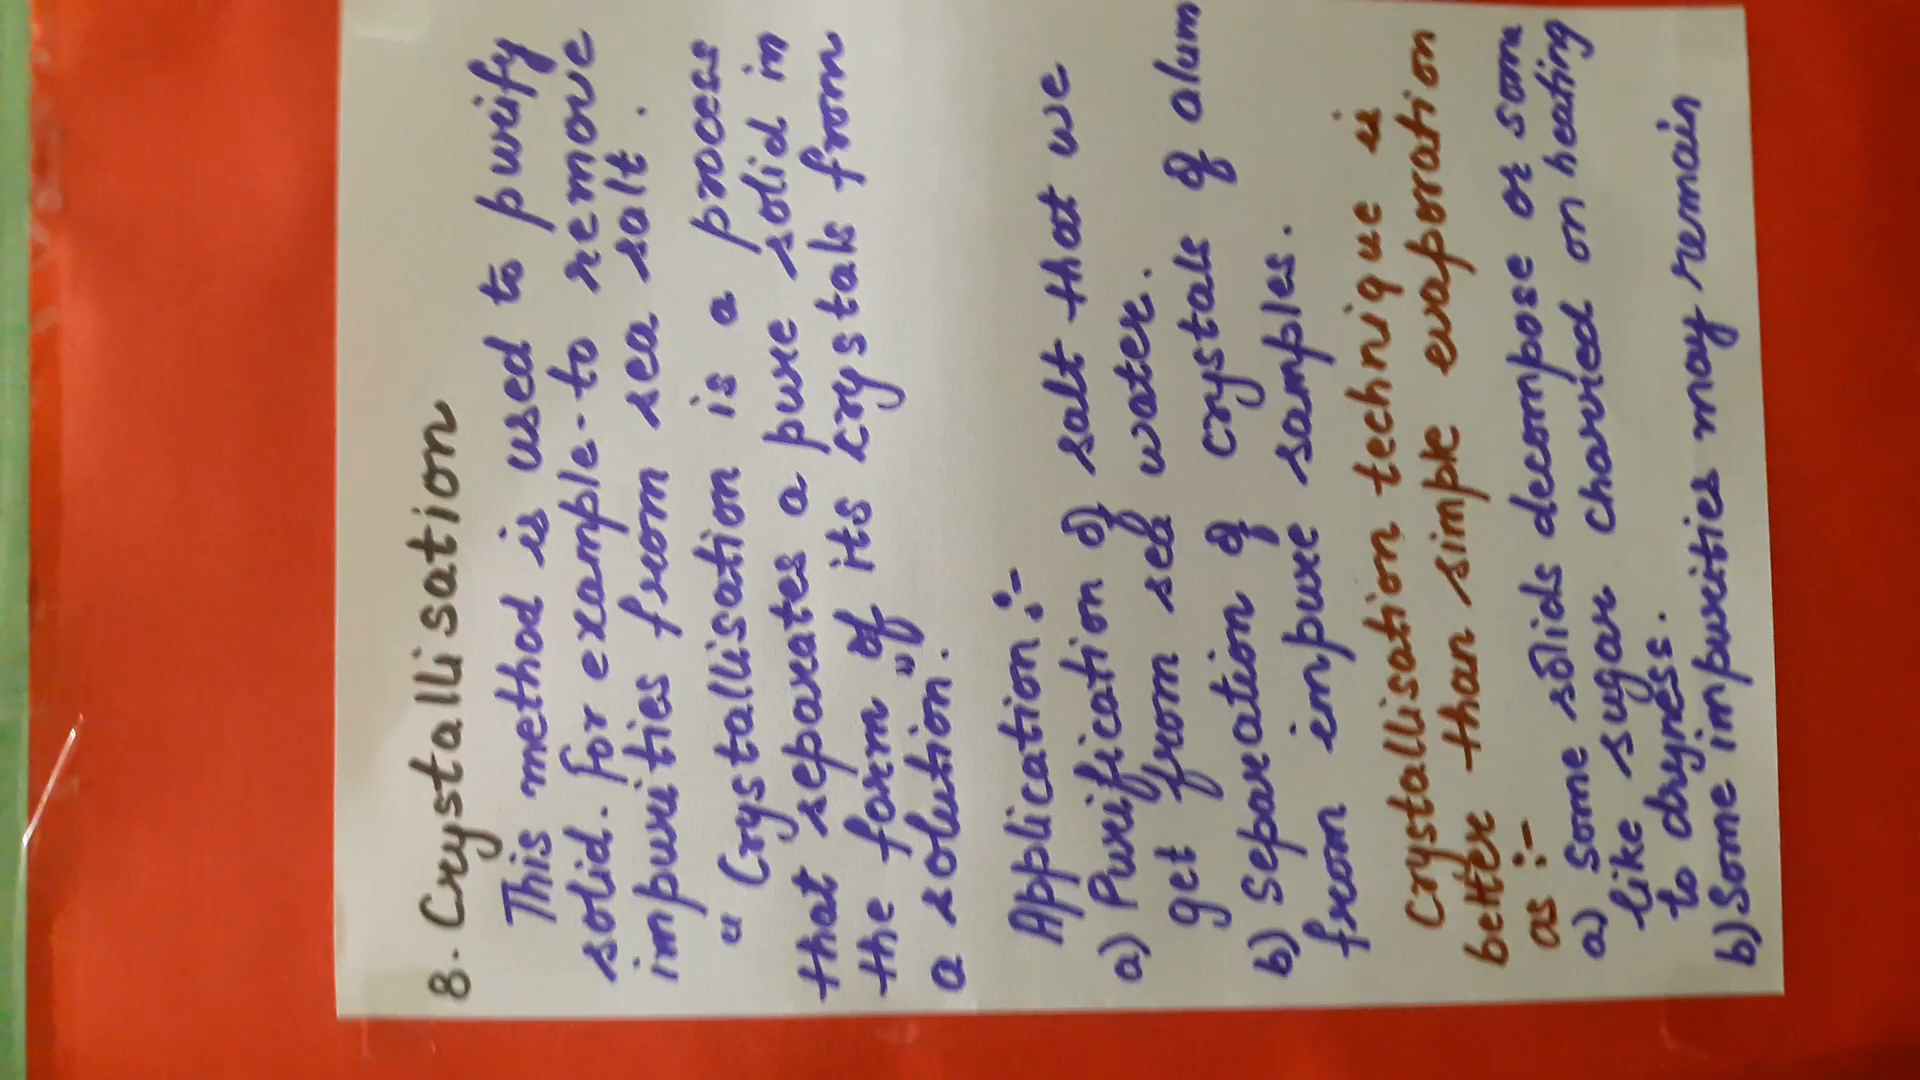 8. Crystallisation
This method is used to purify
solid. for example - to remove
impurities from sea salt.
" Crystallisation is a process
that separates a pure solid in
the form of its crystals from
a solution".
Application :-
a) Purification of salt that we
get from sea water.
b) Separation of crystals of alum
from impure samples.
Crystallisation technique is
better than simple evaporation
as :-
a) Some solids decompose or som
like sugar charried on heating
to dryness.
b) Some impurities may remain